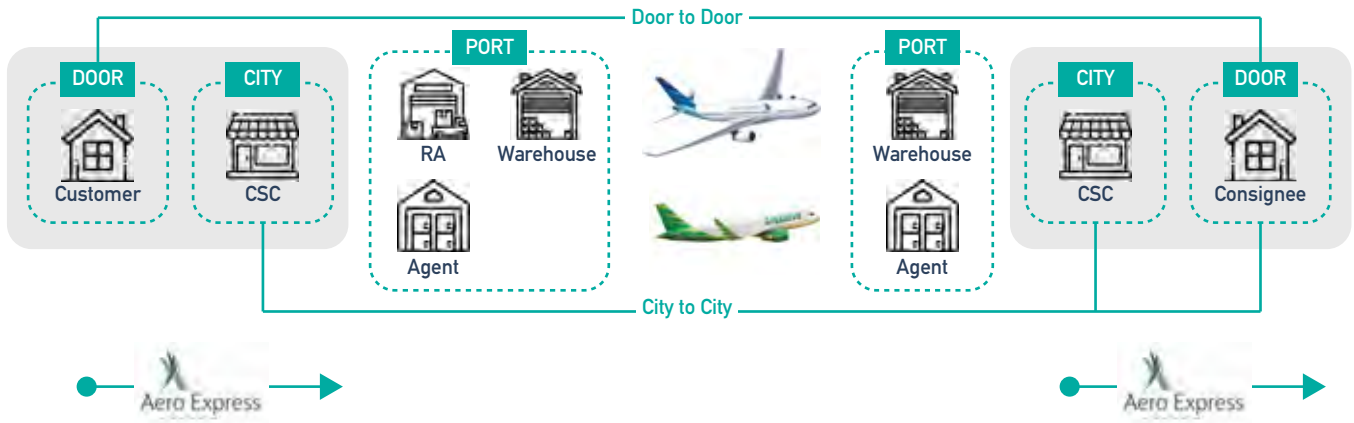 Door to Door
DOOR
CITY
PORT
PORT
CITY
DOOR
Customer
CSC
RA
Warehouse
Agent
Warehouse
Agent
CSC
Consignee
City to City
Aero Express
Aero Express